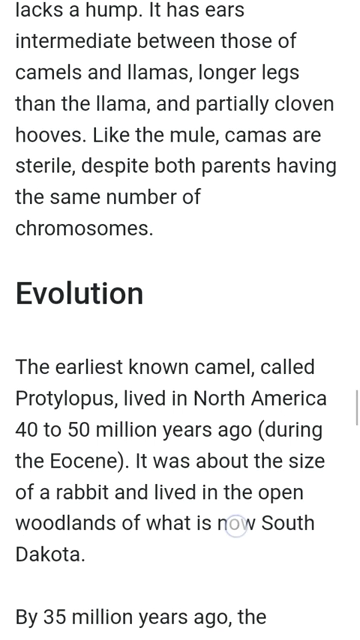 lacks a hump. It has ears
intermediate between those of
camels and llamas, longer legs
than the llama, and partially cloven
hooves. Like the mule, camas are
sterile, despite both parents having
the same number of
chromosomes.
Evolution
The earliest known camel, called
Protylopus, lived in North America
40 to 50 million years ago (during
the Eocene). It was about the size
of a rabbit and lived in the open
woodlands of what is now South
Dakota.
By 35 million years ago, the